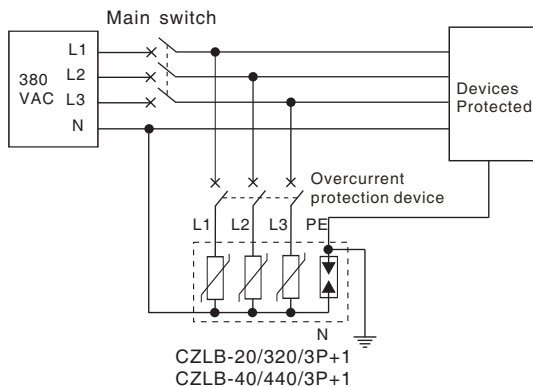 Main switch
380
VAC
L1
L2
L3
N
Devices
Protected
Overcurrent
protection device
L1 L2 L3 PE
N
CZLB-20/320/3P+1
CZLB-40/440/3P+1